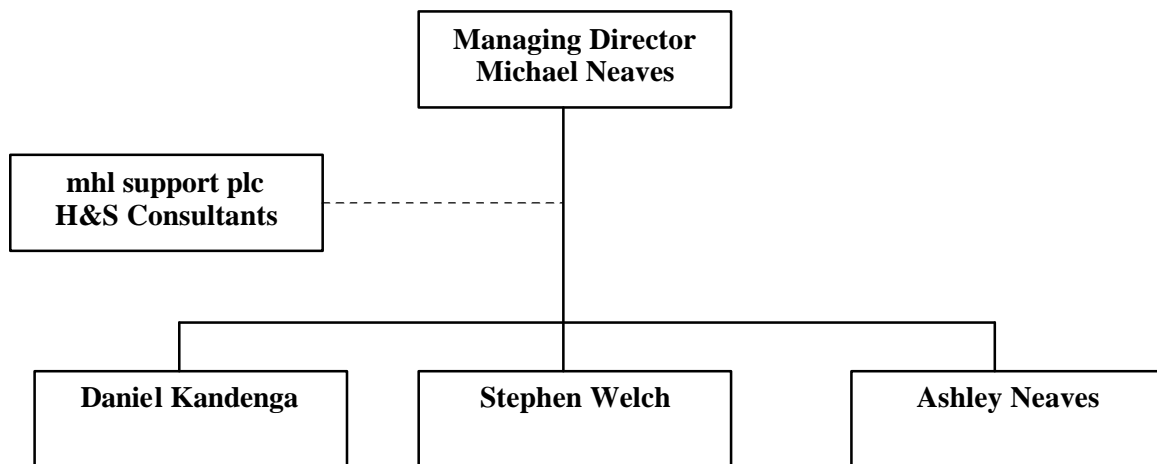 Managing Director
Michael Neaves
mhl support plc
H&S Consultants
Daniel Kandenga
Stephen Welch
Ashley Neaves